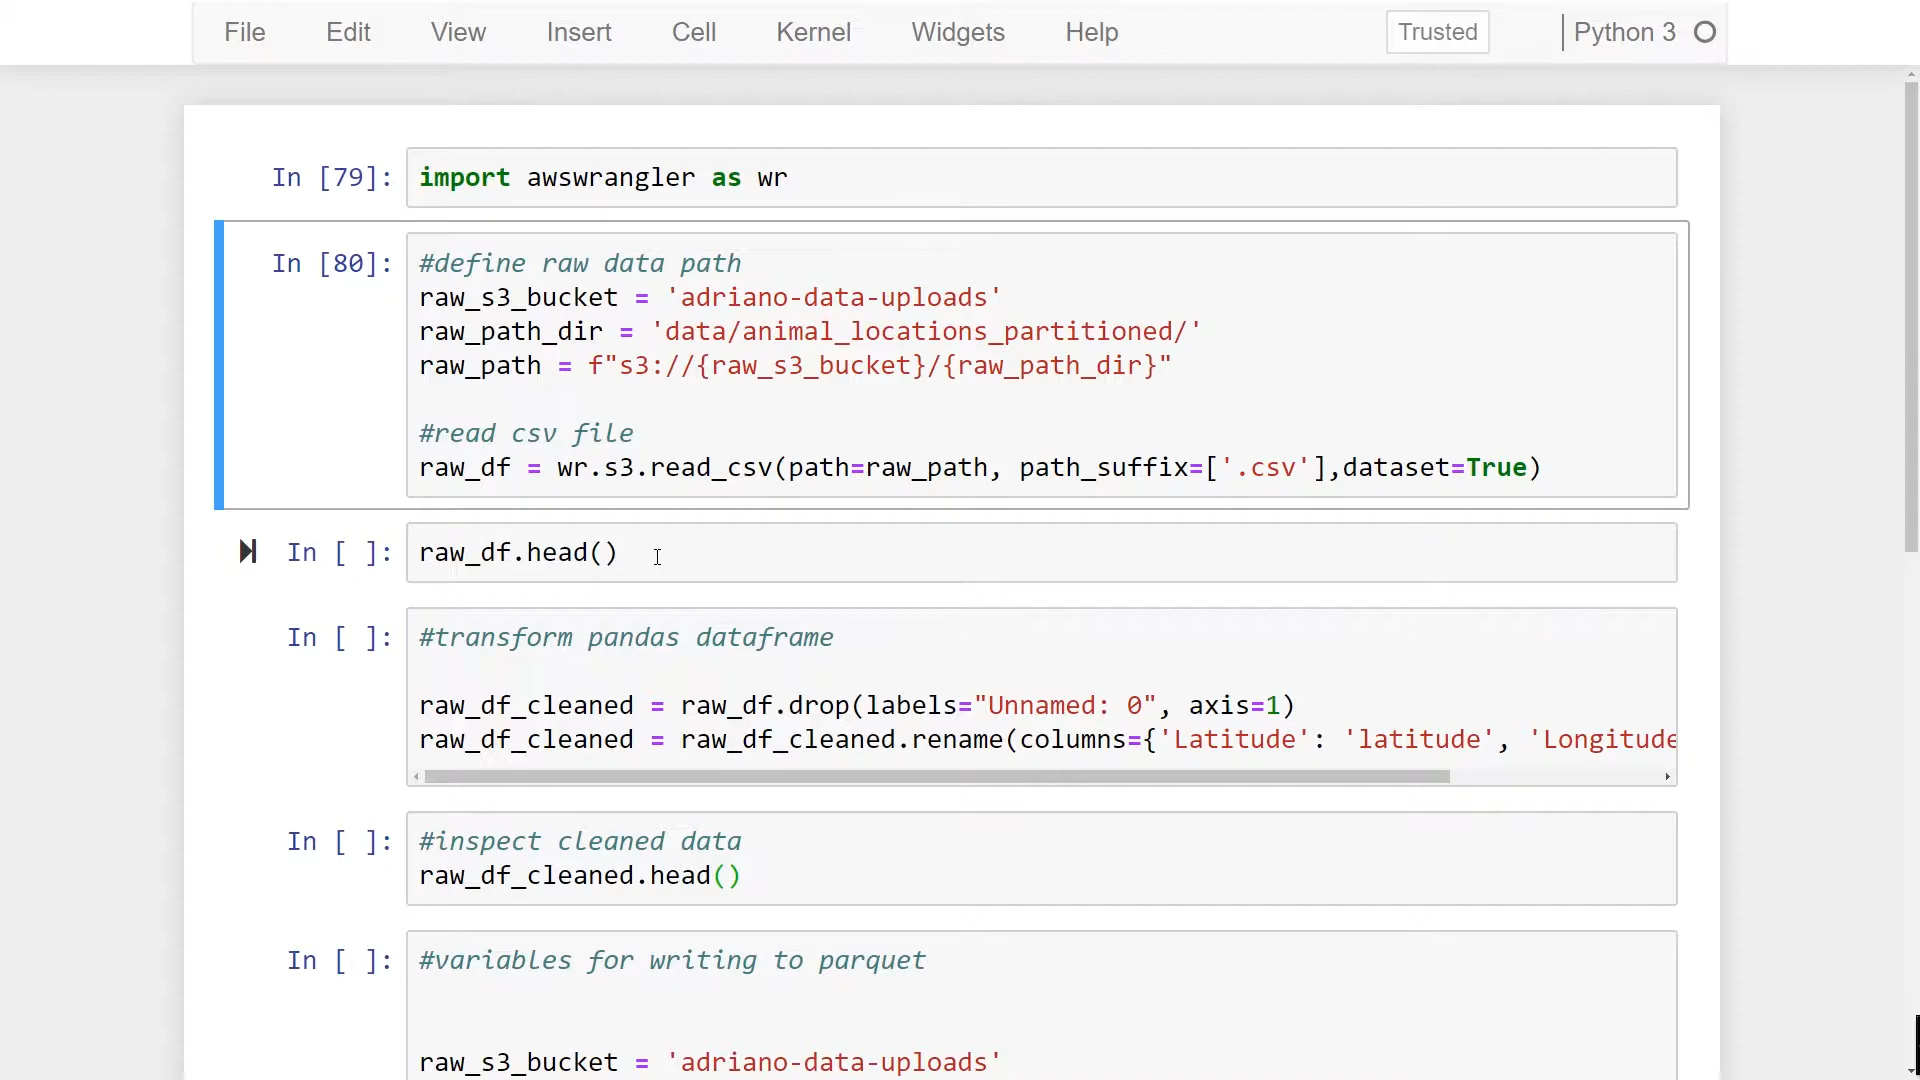 File Edit View Insert Cell Kernel Widgets Help Trusted Python 3
In [79]: import awswrangler as wr
In [80]: #define raw data path
raw_s3_bucket = 'adriano-data-uploads'
raw_path_dir = 'data/animal_locations_partitioned/'
raw_path = f"s3://{raw_s3_bucket}/{raw_path_dir}"
#read csv file
raw_df = wr.s3.read_csv(path=raw_path, path_suffix=['.csv'],dataset=True)
In [ ]: raw_df.head()
In [ ]: #transform pandas dataframe
raw_df_cleaned = raw_df.drop(labels="Unnamed: 0", axis=1)
raw_df_cleaned = raw_df_cleaned.rename(columns={'Latitude': 'latitude', 'Longitude
In [ ]: #inspect cleaned data
raw_df_cleaned.head()
In [ ]: #variables for writing to parquet
raw_s3_bucket = 'adriano-data-uploads'